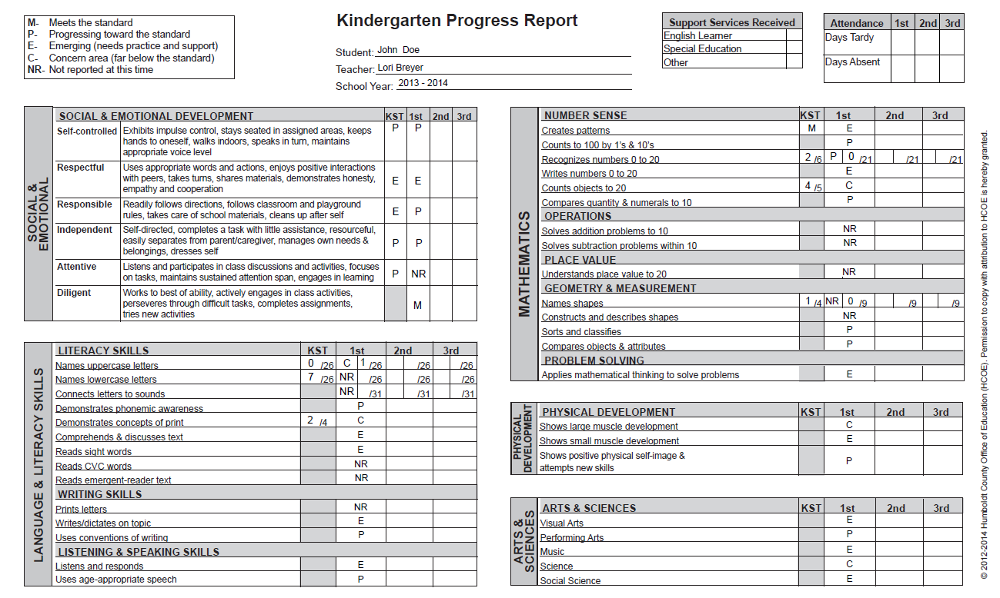 Kindergarten Progress Report
M- Meets the standard
P- Progressing toward the standard
E- Emerging (needs practice and support)
C- Concern area (far below the standard)
NR- Not reported at this time
Student: John Doe
Teacher: Lori Breyer
School Year: 2013 - 2014
Support Services Received
English Learner
Special Education
Other
Attendance 1st 2nd 3rd
Days Tardy
Days Absent
SOCIAL & EMOTIONAL
SOCIAL & EMOTIONAL DEVELOPMENT KST 1st 2nd 3rd
Self-controlled Exhibits impulse control, stays seated in assigned areas, keeps P P
hands to oneself, walks indoors, speaks in turn, maintains
appropriate voice level
Respectful Uses appropriate words and actions, enjoys positive interactions
with peers, takes turns, shares materials, demonstrates honesty, E E
empathy and cooperation
Responsible Readily follows directions, follows classroom and playground
rules, takes care of school materials, cleans up after self E P
Independent Self-directed, completes a task with little assistance, resourceful,
easily separates from parent/caregiver, manages own needs & P P
belongings, dresses self
Attentive Listens and participates in class discussions and activities, focuses
on tasks, maintains sustained attention span, engages in learning P NR
Diligent Works to best of ability, actively engages in class activities,
perseveres through difficult tasks, completes assignments, M
tries new activities
LANGUAGE & LITERACY SKILLS
LITERACY SKILLS KST 1st 2nd 3rd
Names uppercase letters 0 /26 C 1 /26 /26 /26
Names lowercase letters 7 /26 NR /26 /26 /26
Connects letters to sounds NR /31 /31 /31
Demonstrates phonemic awareness P
Demonstrates concepts of print 2 /4 C
Comprehends & discusses text E
Reads sight words E
Reads CVC words NR
Reads emergent-reader text NR
WRITING SKILLS
Prints letters NR
Writes/dictates on topic E
Uses conventions of writing P
LISTENING & SPEAKING SKILLS
Listens and responds E
Uses age-appropriate speech P
MATHEMATICS
NUMBER SENSE KST 1st 2nd 3rd
Creates patterns M E
Counts to 100 by 1's & 10's P
Recognizes numbers 0 to 20 2 /6 P 0 /21 /21 /21
Writes numbers 0 to 20 E
Counts objects to 20 4 /5 C
Compares quantity & numerals to 10 P
OPERATIONS
Solves addition problems to 10 NR
Solves subtraction problems within 10 NR
PLACE VALUE
Understands place value to 20 NR
GEOMETRY & MEASUREMENT
Names shapes 1 /4 NR 0 /9 /9 /9
Constructs and describes shapes NR
Sorts and classifies P
Compares objects & attributes P
PROBLEM SOLVING
Applies mathematical thinking to solve problems E
PHYSICAL DEVELOPMENT
PHYSICAL DEVELOPMENT KST 1st 2nd 3rd
Shows large muscle development C
Shows small muscle development E
Shows positive physical self-image & P
attempts new skills
ARTS & SCIENCES
ARTS & SCIENCES KST 1st 2nd 3rd
Visual Arts E
Performing Arts P
Music E
Science C
Social Science E
© 2012-2014 Humboldt County Office of Education (HCOE). Permission to copy with attribution to HCOE is hereby granted.